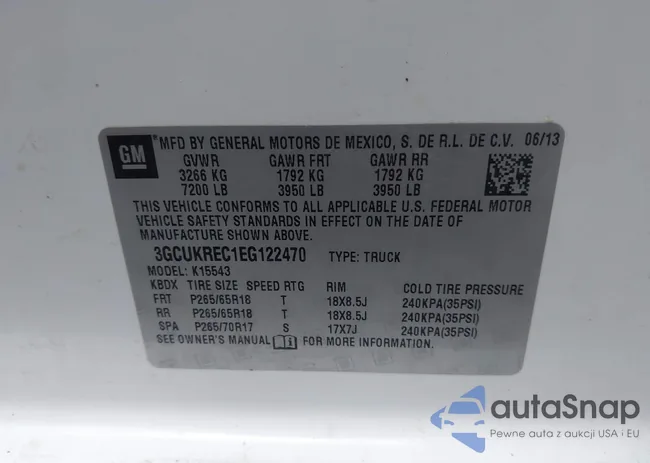 GM
® MFD BY GENERAL MOTORS DE MEXICO, S. DE R.L. DE C.V. 06/13
GVWR GAWR FRT GAWR RR
3266 KG 1792 KG 1792 KG
7200 LB 3950 LB 3950 LB
THIS VEHICLE CONFORMS TO ALL APPLICABLE U.S. FEDERAL MOTOR
VEHICLE SAFETY STANDARDS IN EFFECT ON THE DATE OF
MANUFACTURE SHOWN ABOVE.
3GCUKREC1EG122470 TYPE: TRUCK
MODEL: K15543
KBDX TIRE SIZE SPEED RTG RIM COLD TIRE PRESSURE
FRT P265/65R18 T 18X8.5J 240KPA(35PSI)
RR P265/65R18 T 18X8.5J 240KPA(35PSI)
SPA P265/70R17 S 17X7J 240KPA(35PSI)
SEE OWNER'S MANUAL FOR MORE INFORMATION.
autaSnap
Pewne auta z aukcji USA i EU